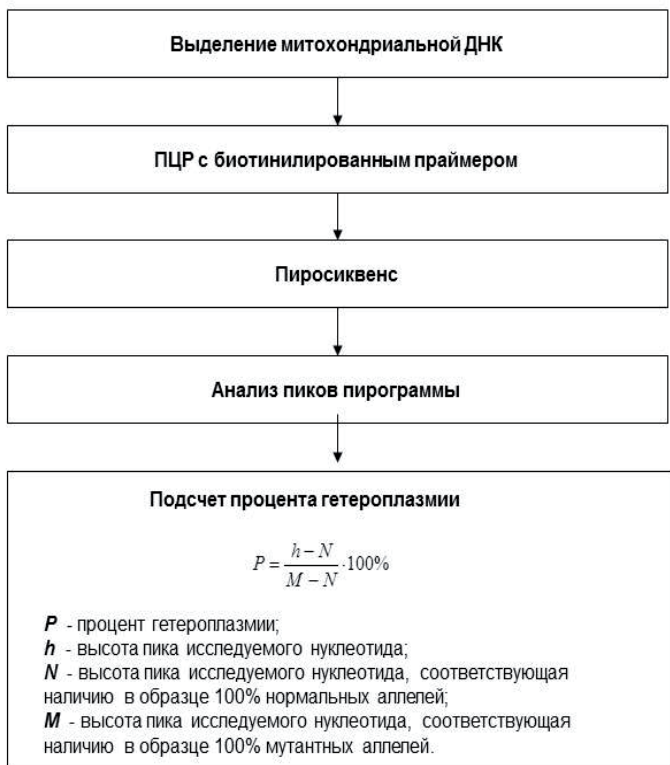 Выделение митохондриальной ДНК
ПЦР с биотинилированным праймером
Пиросиквенс
Анализ пиков пирограммы
Подсчет процента гетероплазмии
P = \frac{h - N}{M - N} \cdot 100%
P - процент гетероплазмии;
h - высота пика исследуемого нуклеотида;
N - высота пика исследуемого нуклеотида, соответствующая
наличию в образце 100% нормальных аллелей;
M - высота пика исследуемого нуклеотида, соответствующая
наличию в образце 100% мутантных аллелей.